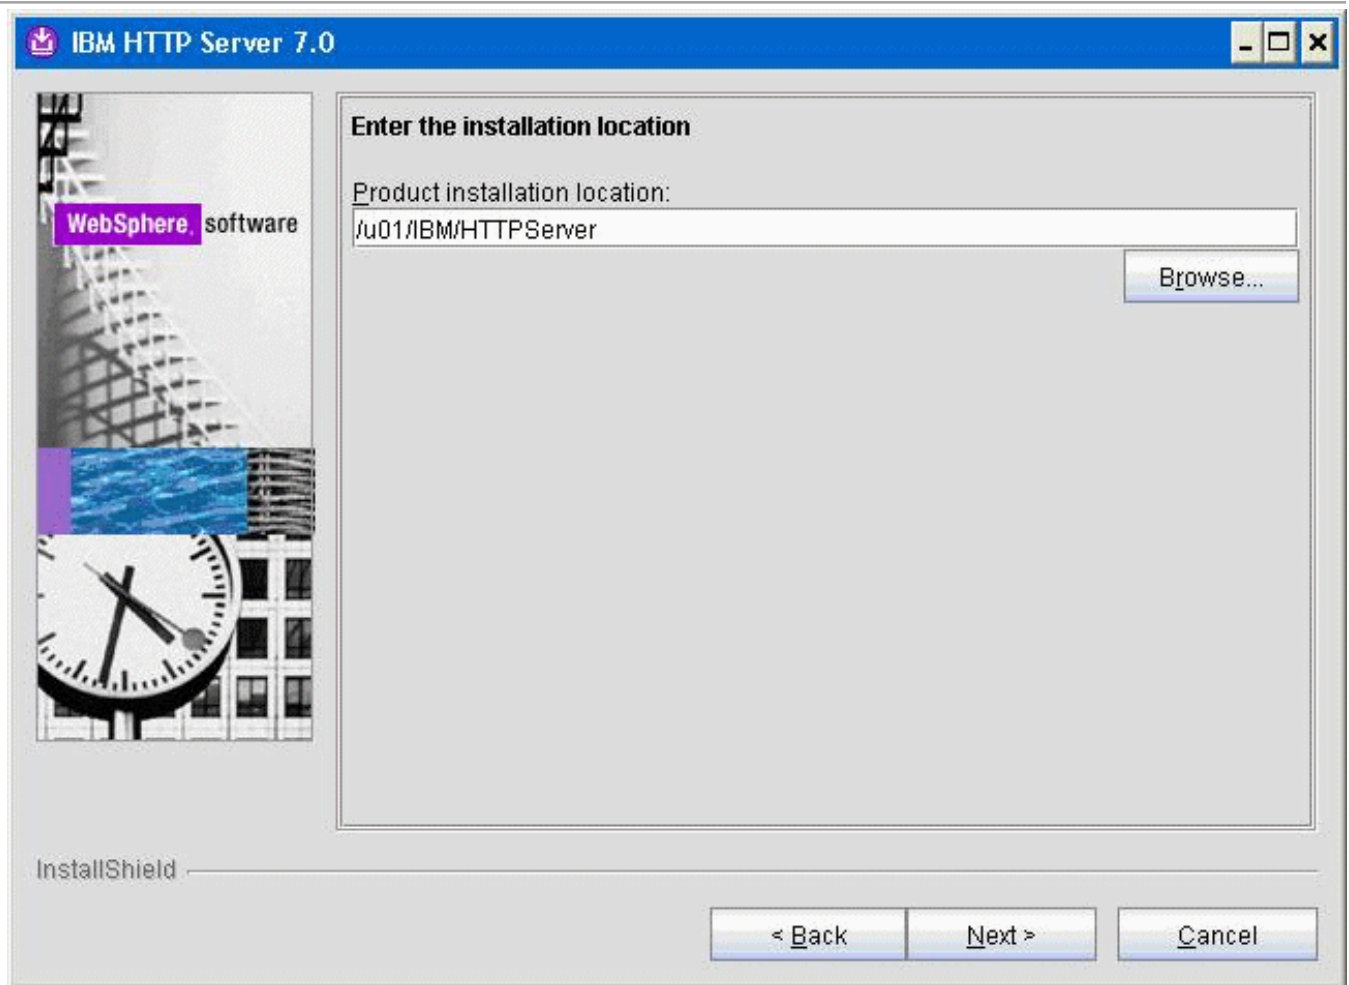 IBM HTTP Server 7.0
Enter the installation location
Product installation location:
/u01/IBM/HTTPServer
Browse...
WebSphere. software
InstallShield
< Back
Next >
Cancel